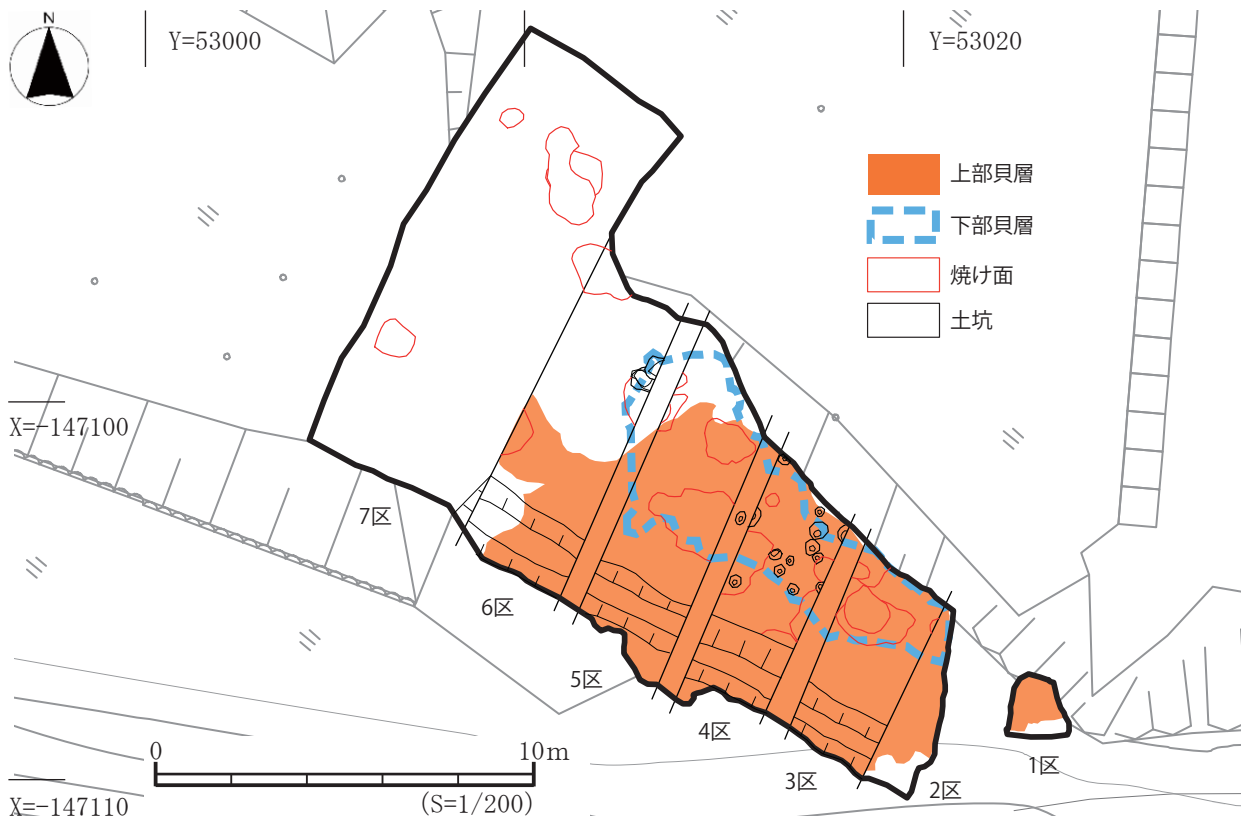 N
Y=53000
Y=53020
上部貝層
下部貝層
焼け面
土坑
X=-147100
7区
6区
5区
4区
3区
2区
1区
0
10m
(S=1/200)
X=-147110